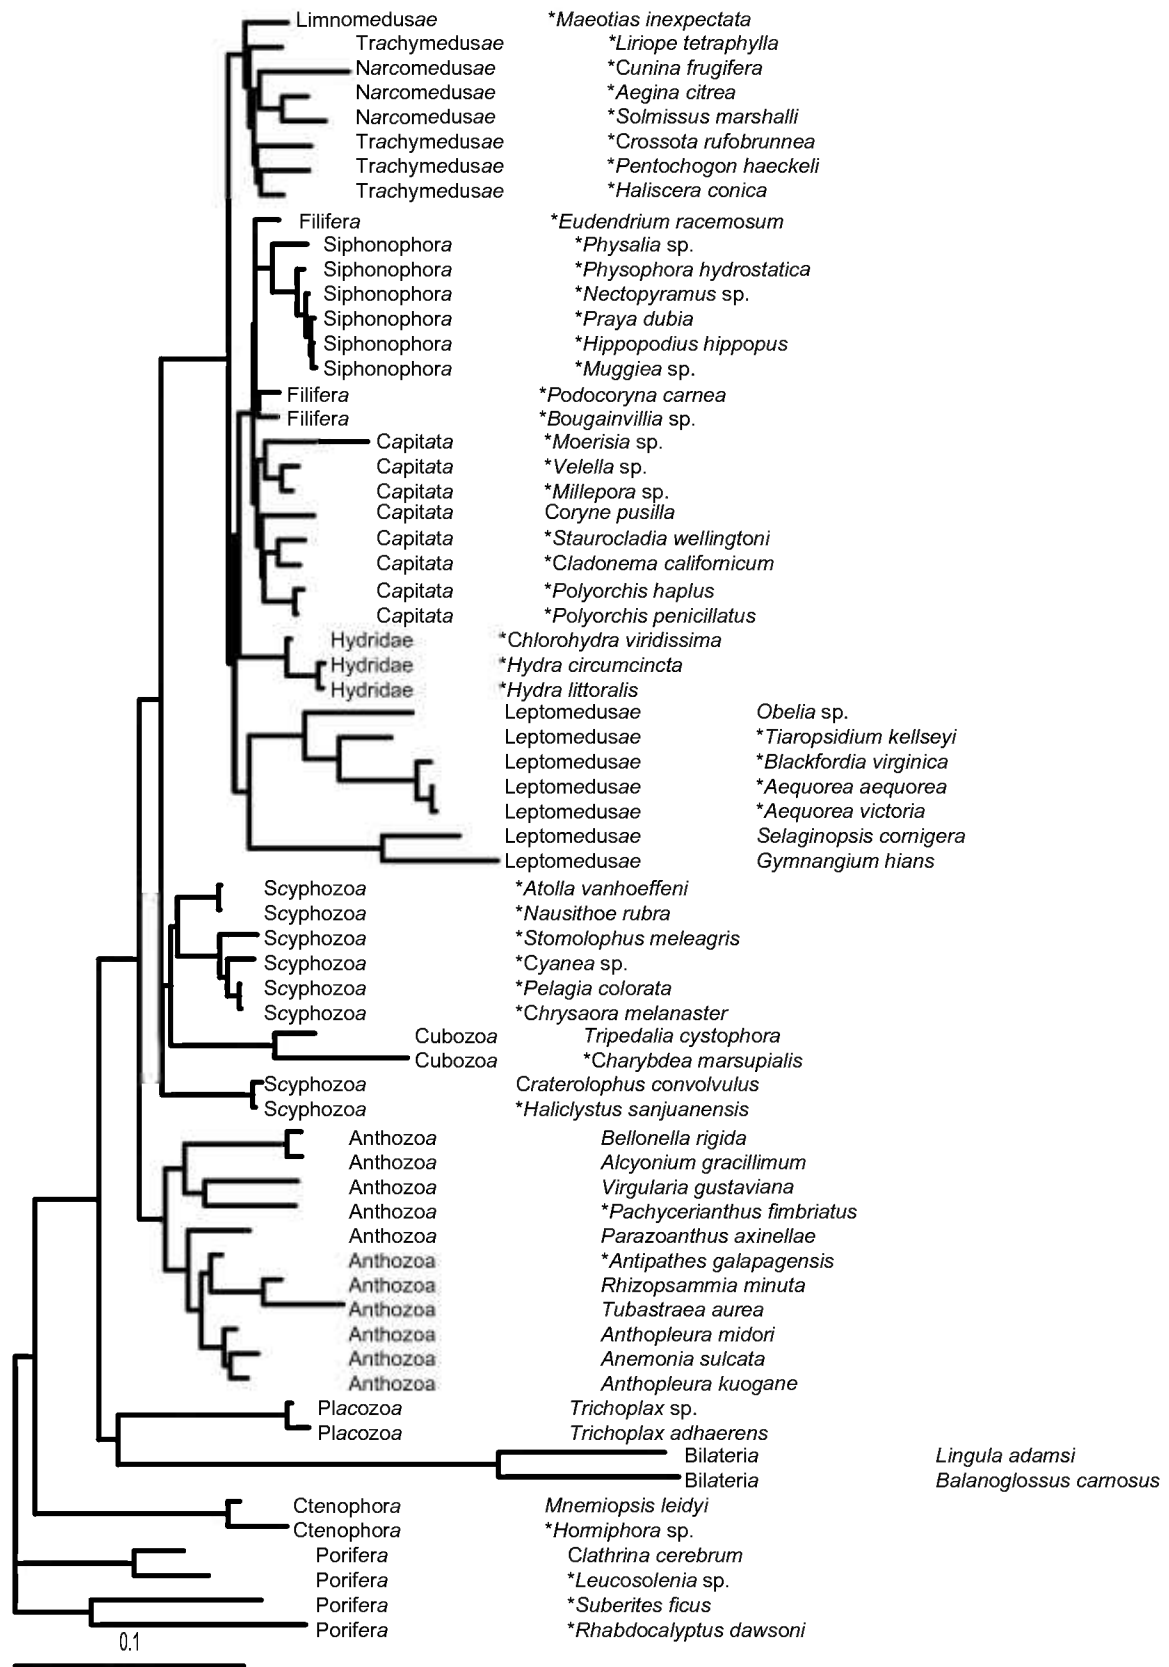 Limnomedusae *Maeotias inexpectata
Trachymedusae *Liriope tetraphylla
Narcomedusae *Cunina frugifera
Narcomedusae *Aegina citrea
Narcomedusae *Solmissus marshalli
Trachymedusae *Crossota rufobrunnea
Trachymedusae *Pentochogon haeckeli
Trachymedusae *Haliscera conica
Filifera *Eudendrium racemosum
Siphonophora *Physalia sp.
Siphonophora *Physophora hydrostatica
Siphonophora *Nectopyramus sp.
Siphonophora *Praya dubia
Siphonophora *Hippopodius hippopus
Siphonophora *Muggiea sp.
Filifera *Podocoryna carnea
Filifera *Bougainvillia sp.
Capitata *Moerisia sp.
Capitata *Velella sp.
Capitata *Millepora sp.
Capitata Coryne pusilla
Capitata *Staurocladia wellingtoni
Capitata *Cladonema californicum
Capitata *Polyorchis haplus
Capitata *Polyorchis penicillatus
Hydridae *Chlorohydra viridissima
Hydridae *Hydra circumcincta
Hydridae *Hydra littoralis
Leptomedusae Obelia sp.
Leptomedusae *Tiaropsidium kellseyi
Leptomedusae *Blackfordia virginica
Leptomedusae *Aequorea aequorea
Leptomedusae *Aequorea victoria
Leptomedusae Selaginopsis cornigera
Leptomedusae Gymnangium hians
Scyphozoa *Atolla vanhoeffeni
Scyphozoa *Nausithoe rubra
Scyphozoa *Stomolophus meleagris
Scyphozoa *Cyanea sp.
Scyphozoa *Pelagia colorata
Scyphozoa *Chrysaora melanaster
Cubozoa Tripedalia cystophora
Cubozoa *Charybdea marsupialis
Scyphozoa Craterolophus convolvulus
Scyphozoa *Haliclystus sanjuanensis
Anthozoa Bellonella rigida
Anthozoa Alcyonium gracillimum
Anthozoa Virgularia gustaviana
Anthozoa *Pachycerianthus fimbriatus
Anthozoa Parazoanthus axinellae
Anthozoa *Antipathes galapagensis
Anthozoa Rhizopsammia minuta
Anthozoa Tubastraea aurea
Anthozoa Anthopleura midori
Anthozoa Anemonia sulcata
Anthozoa Anthopleura kuogane
Placozoa Trichoplax sp.
Placozoa Trichoplax adhaerens
Bilateria Lingula adamsi
Bilateria Balanoglossus carnosus
Ctenophora Mnemiopsis leidyi
Ctenophora *Hormiphora sp.
Porifera Clathrina cerebrum
Porifera *Leucosolenia sp.
Porifera *Suberites ficus
Porifera *Rhabdocalyptus dawsoni
0.1